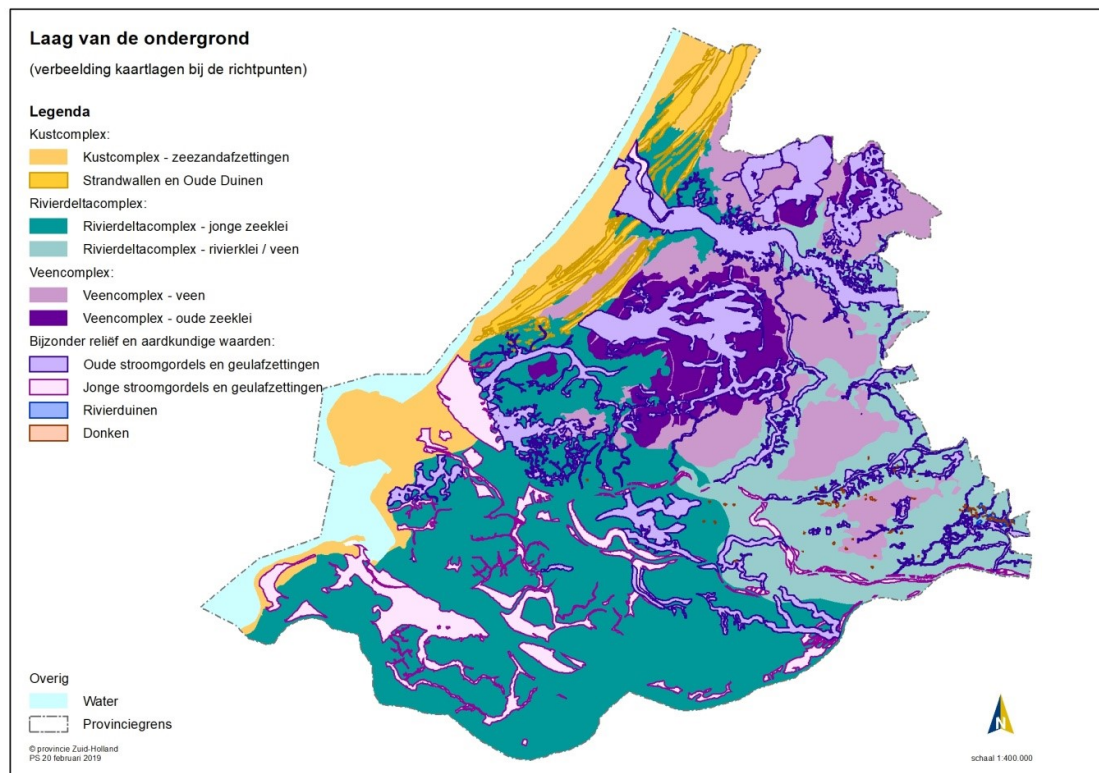 Laag van de ondergrond
(verbeelding kaartlagen bij de richtpunten)
Legenda
Kustcomplex:
Kustcomplex - zeezandafzettingen
Strandwallen en Oude Duinen
Rivierdeltacomplex:
Rivierdeltacomplex - jonge zeeklei
Rivierdeltacomplex - rivierklei / veen
Veencomplex:
Veencomplex - veen
Veencomplex - oude zeeklei
Bijzonder reliëf en aardkundige waarden:
Oude stroomgordels en geulafzettingen
Jonge stroomgordels en geulafzettingen
Rivierduinen
Donken
Overig
Water
Provinciegrens
© provincie Zuid-Holland
PS 20 februari 2019
N
schaal 1:400.000